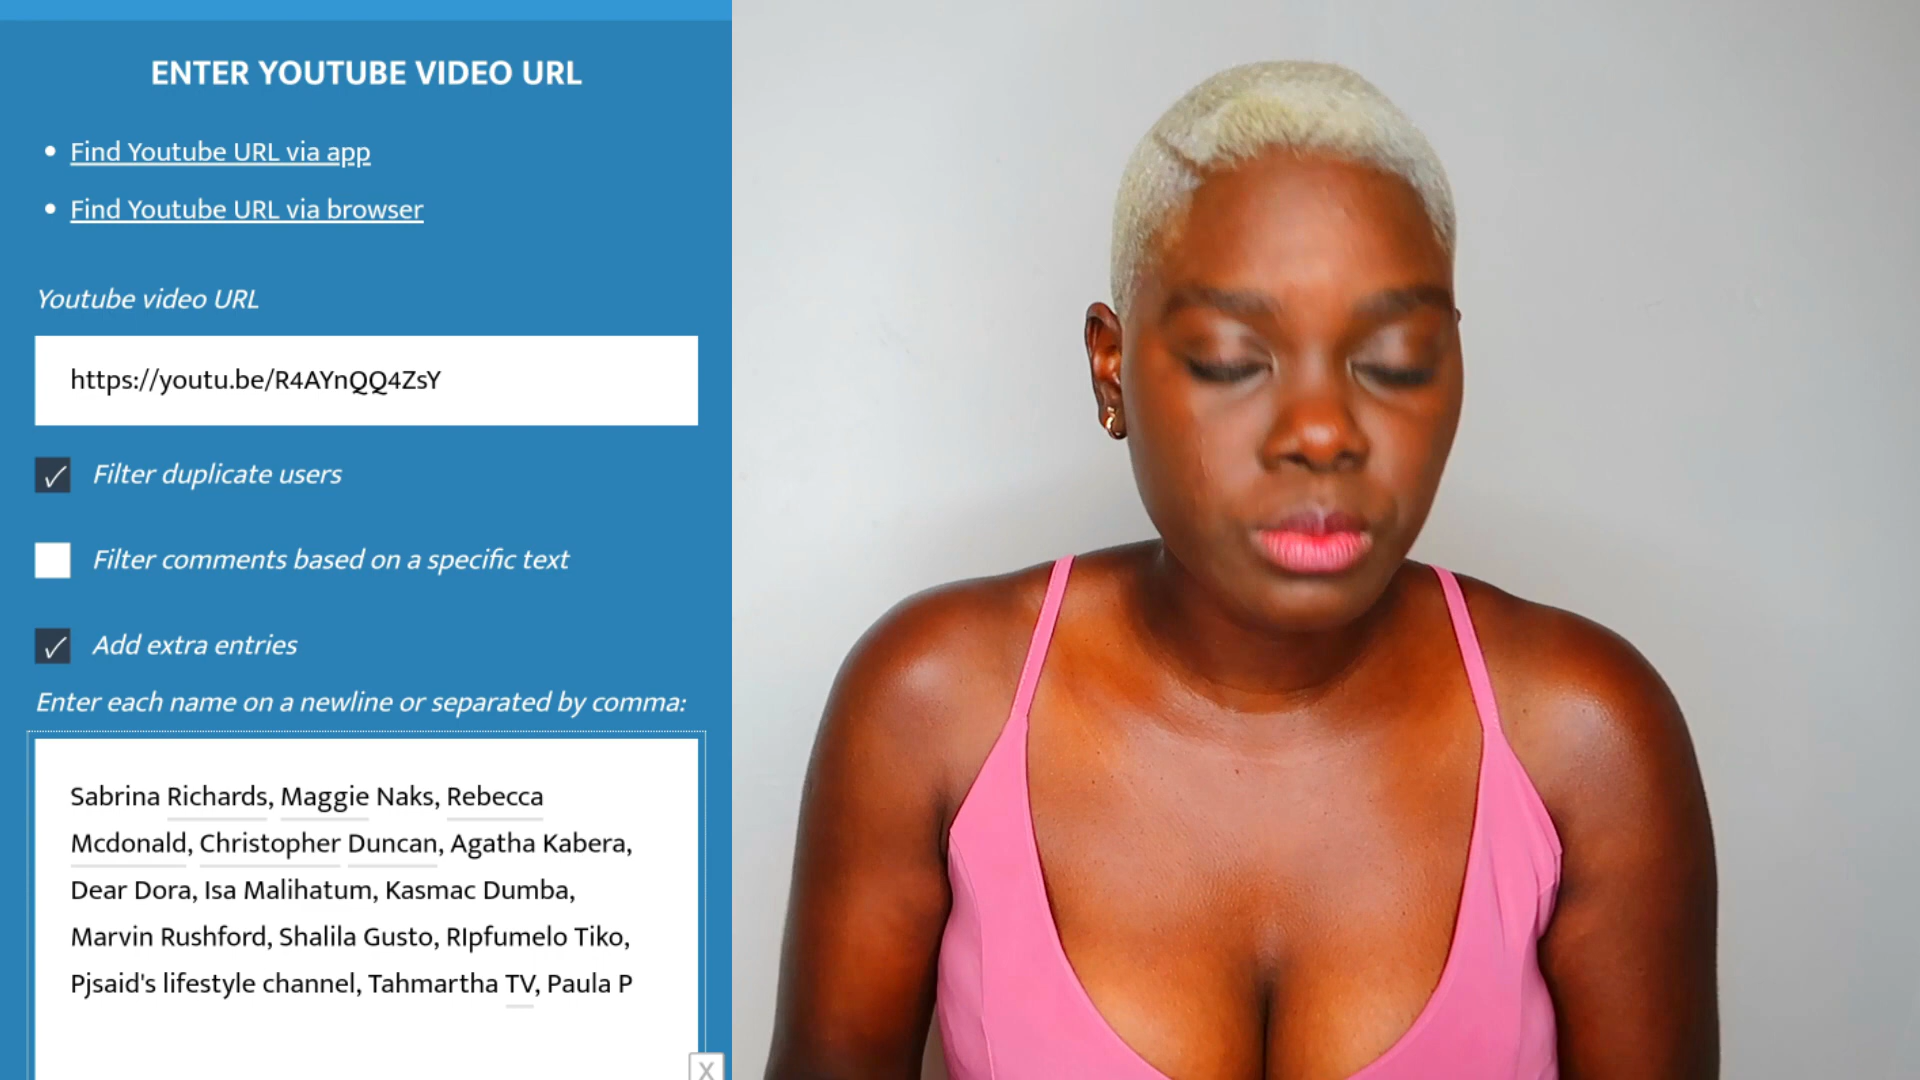 ENTER YOUTUBE VIDEO URL
Find Youtube URL via app
Find Youtube URL via browser
Youtube video URL
https://youtu.be/R4AYnQQ4ZsY
Filter duplicate users
Filter comments based on a specific text
Add extra entries
Enter each name on a newline or separated by comma:
Sabrina Richards, Maggie Naks, Rebecca
Mcdonald, Christopher Duncan, Agatha Kabera,
Dear Dora, Isa Malihatum, Kasmac Dumba,
Marvin Rushford, Shalila Gusto, RIpfumelo Tiko,
Pjsaid's lifestyle channel, Tahmartha TV, Paula P
X